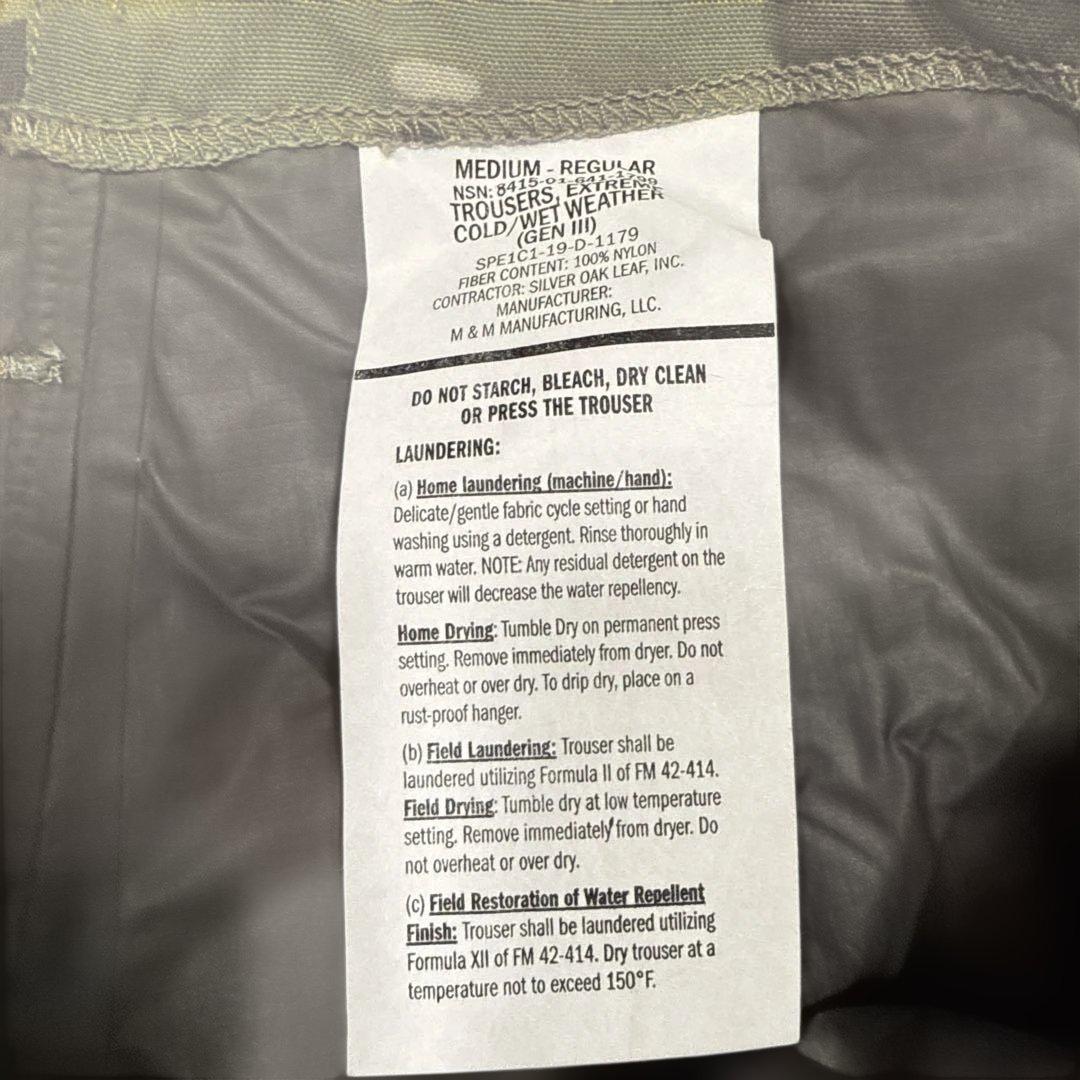 MEDIUM - REGULAR
NSN: 8415-01-641-1799
TROUSERS, EXTREME
COLD/WET WEATHER
(GEN III)
SPE1C1-19-D-1179
FIBER CONTENT: 100% NYLON
CONTRACTOR: SILVER OAK LEAF, INC.
MANUFACTURER:
M & M MANUFACTURING, LLC.
DO NOT STARCH, BLEACH, DRY CLEAN
OR PRESS THE TROUSER
LAUNDERING:
(a) Home laundering (machine/hand):
Delicate/gentle fabric cycle setting or hand
washing using a detergent. Rinse thoroughly in
warm water. NOTE: Any residual detergent on the
trouser will decrease the water repellency.
Home Drying: Tumble Dry on permanent press
setting. Remove immediately from dryer. Do not
overheat or over dry. To drip dry, place on a
rust-proof hanger.
(b) Field Laundering: Trouser shall be
laundered utilizing Formula II of FM 42-414.
Field Drying: Tumble dry at low temperature
setting. Remove immediately from dryer. Do
not overheat or over dry.
(c) Field Restoration of Water Repellent
Finish: Trouser shall be laundered utilizing
Formula XII of FM 42-414. Dry trouser at a
temperature not to exceed 150°F.